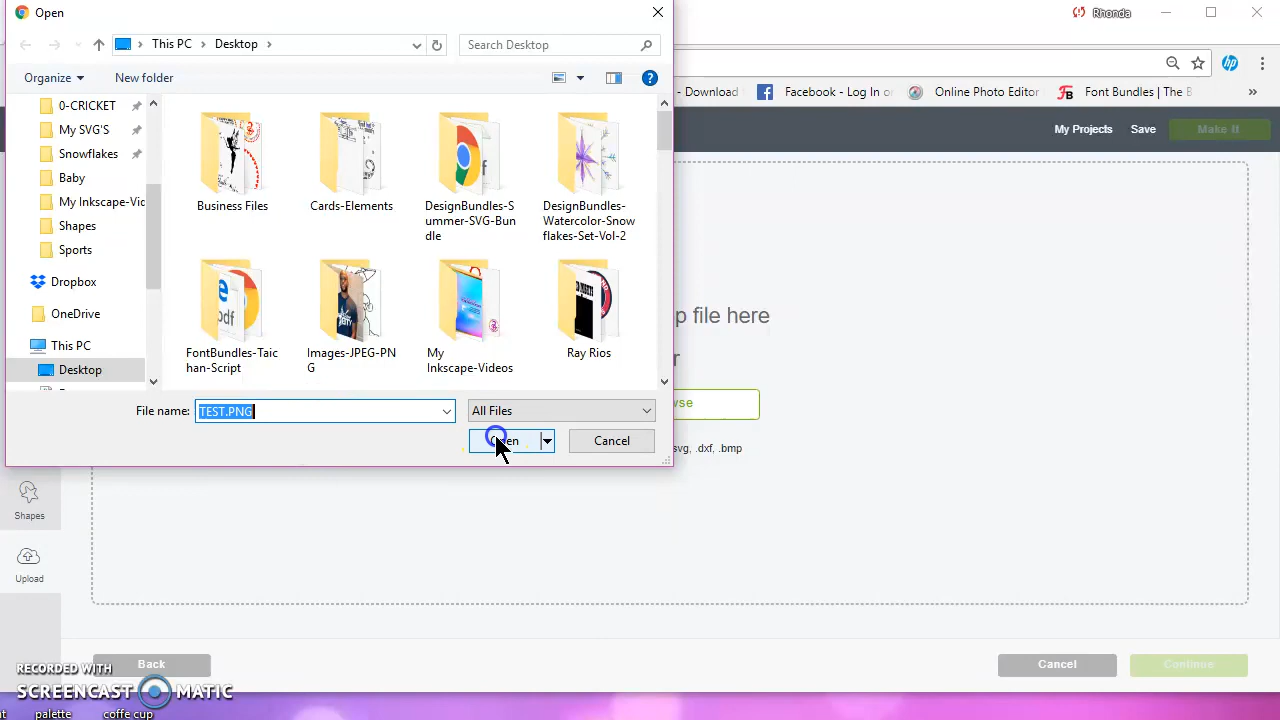 Open
Rhonda
This PC
Desktop
Search Desktop
Organize
New folder
- Download
Facebook - Log In or
Online Photo Editor
Font Bundles | The B
0-CRICKET
My SVG'S
Snowflakes
Baby
My Inkscape-Vid
Shapes
Sports
Dropbox
OneDrive
This PC
Desktop
Business Files
Cards-Elements
DesignBundles-S
ummer-SVG-Bun
dle
DesignBundles-
Watercolor-Snow
flakes-Set-Vol-2
FontBundles-Taic
han-Script
Images-JPEG-PN
G
My
Inkscape-Videos
Ray Rios
My Projects
Save
Make It
p file here
r
wse
svg, .dxf, .bmp
File name:
TEST.PNG
All Files
Open
Cancel
Shapes
Upload
Back
Cancel
Continue
RECORDED WITH
SCREENCAST MATIC
palette
coffe cup